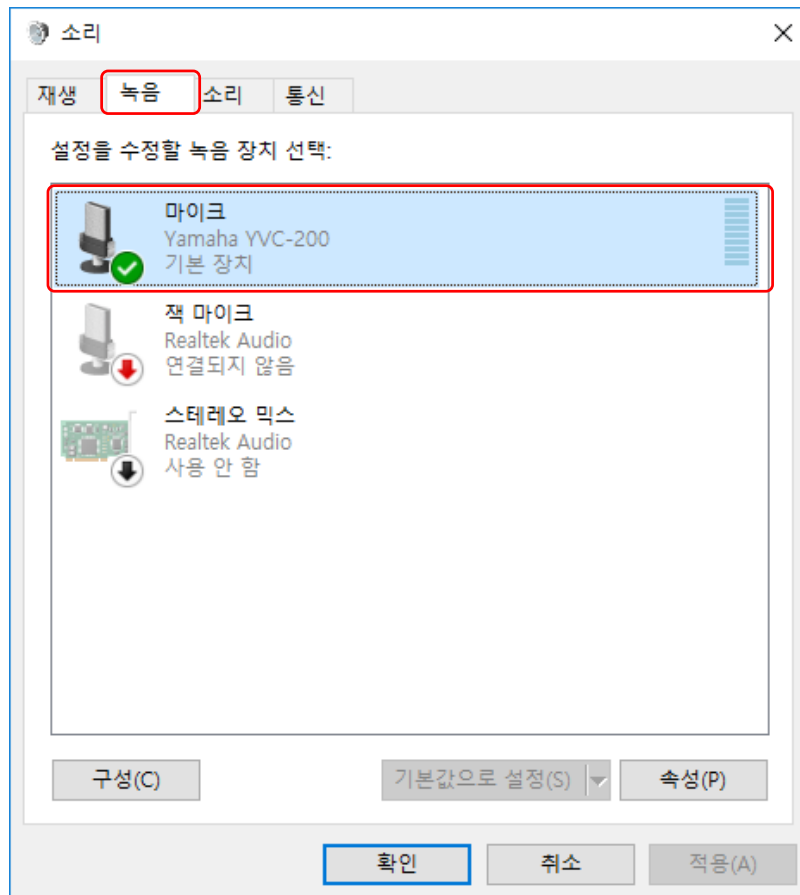 소리
재생 녹음 소리 통신
설정을 수정할 녹음 장치 선택:
마이크
Yamaha YVC-200
기본 장치
잭 마이크
Realtek Audio
연결되지 않음
스테레오 믹스
Realtek Audio
사용 안 함
구성(C) 기본값으로 설정(S) 속성(P)
확인 취소 적용(A)